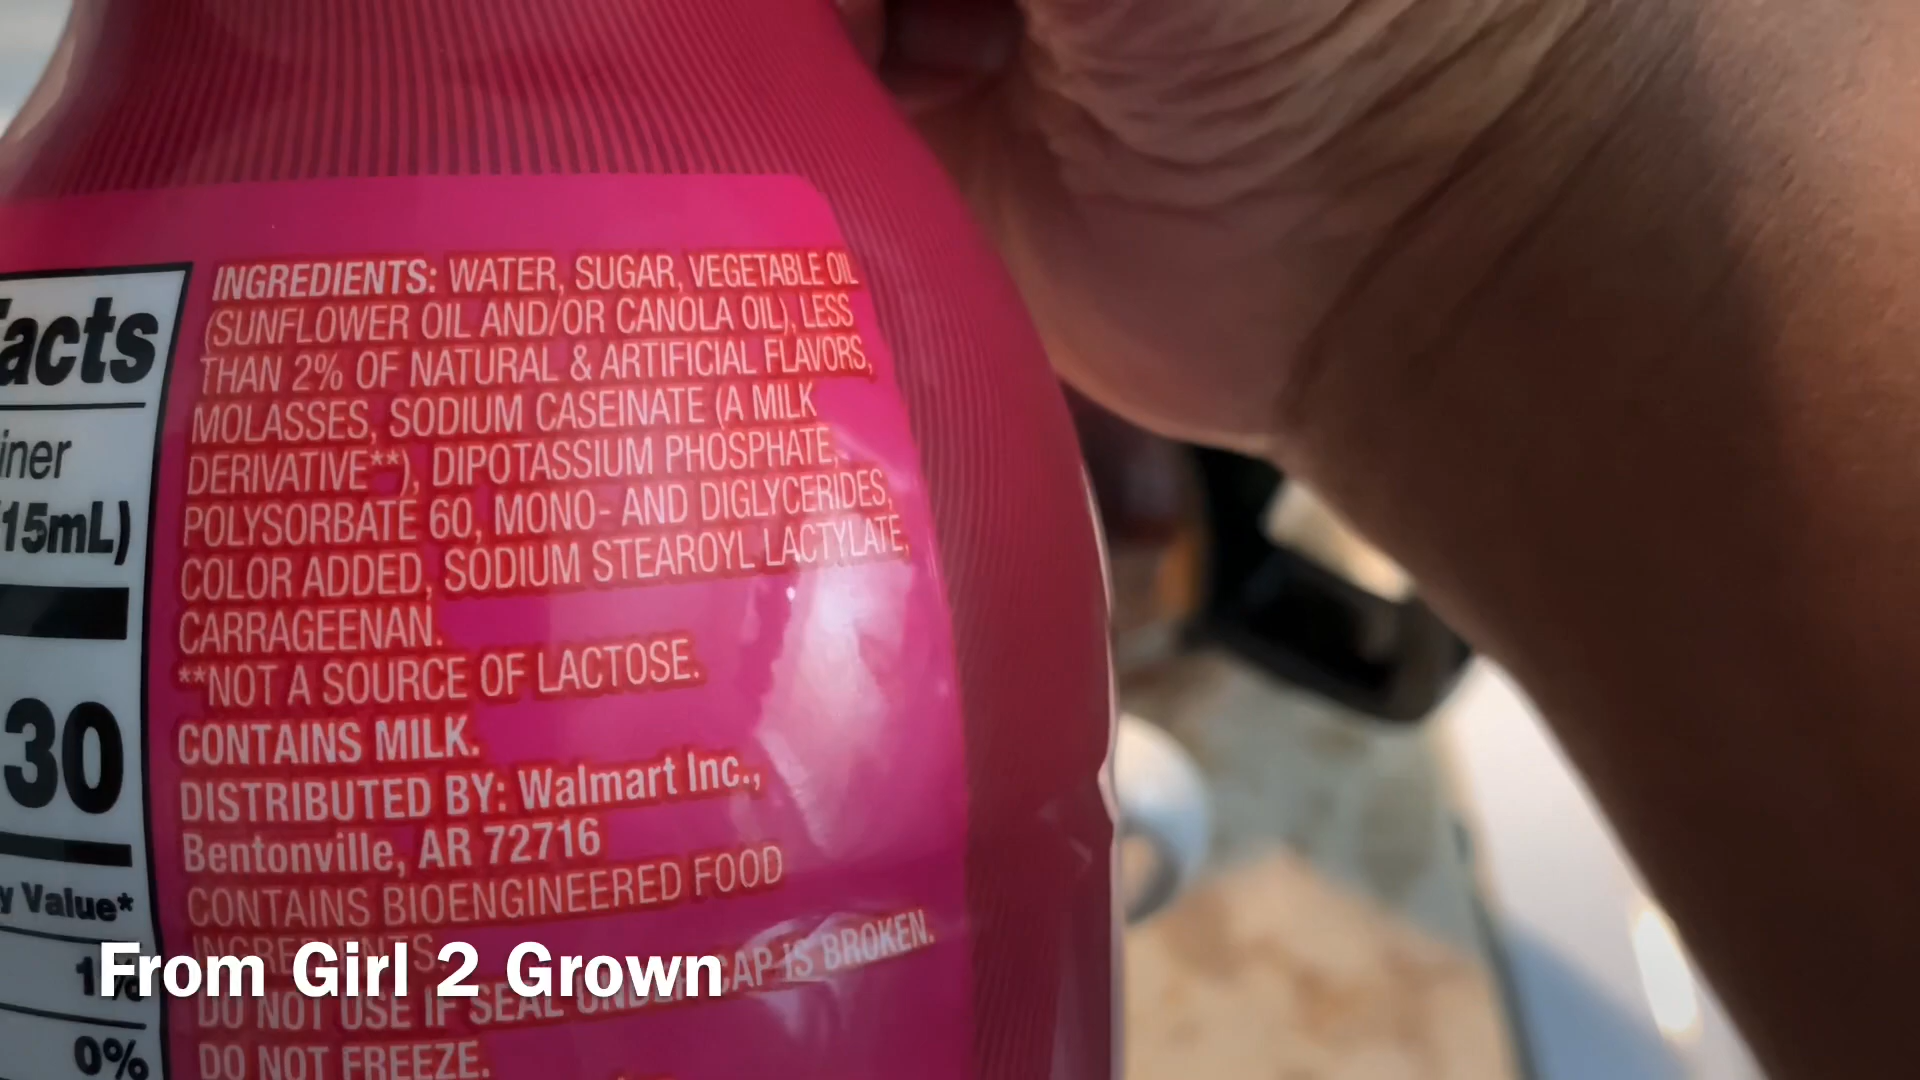 Facts
INGREDIENTS: WATER, SUGAR, VEGETABLE OIL
(SUNFLOWER OIL AND/OR CANOLA OIL), LESS
THAN 2% OF NATURAL & ARTIFICIAL FLAVORS,
MOLASSES, SODIUM CASEINATE (A MILK
DERIVATIVE**), DIPOTASSIUM PHOSPHATE,
POLYSORBATE 60, MONO- AND DIGLYCERIDES,
COLOR ADDED, SODIUM STEAROYL LACTYLATE,
CARRAGEENAN.
**NOT A SOURCE OF LACTOSE.
CONTAINS MILK.
DISTRIBUTED BY: Walmart Inc.,
Bentonville, AR 72716
CONTAINS BIOENGINEERED FOOD
INGREDIENTS.
DO NOT USE IF SEAL UNDER CAP IS BROKEN.
DO NOT FREEZE.
iner
(15mL)
30
y Value*
1%
0%
From Girl 2 Grown